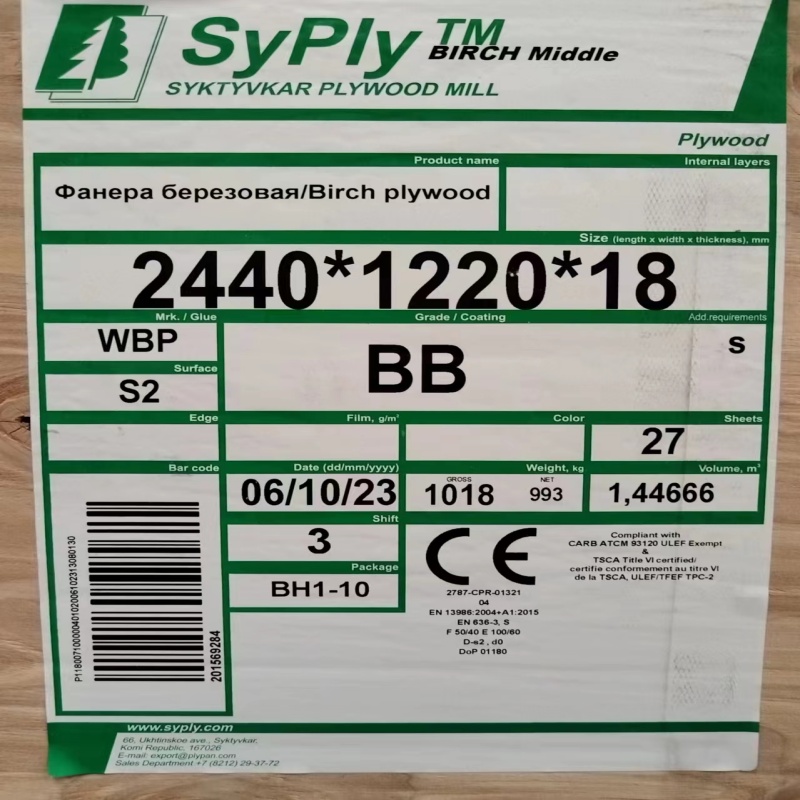 SyPly™
BIRCH Middle
SYKTYVKAR PLYWOOD MILL
Plywood
Product name
Internal layers
Фанера березовая/Birch plywood
Size (length x width x thickness), mm
2440*1220*18
Mrk. / Glue
Grade / Coating
Add.requirements
WBP
BB
s
Surface
S2
Edge
Film, g/m²
Color
Sheets
27
Bar code
Date (dd/mm/yyyy)
Weight, kg
Volume, m³
06/10/23
GROSS
1018
NET
993
1,44666
Shift
3
Package
BH1-10
CE
2787-CPR-01321
04
EN 13986:2004+A1:2015
EN 636-3, S
F 50/40 E 100/60
D-s2 , d0
DoP 01180
Compliant with
CARB ATCM 93120 ULEF Exempt
&
TSCA Title VI certified/
certifie conformement au titre VI
de la TSCA, ULEF/TFEF TPC-2
201569284
www.syply.com
66, Ukhtinskoe ave., Syktyvkar,
Komi Republic, 167026
E-mail: export@plypan.com
Sales Department +7 (8212) 29-37-72